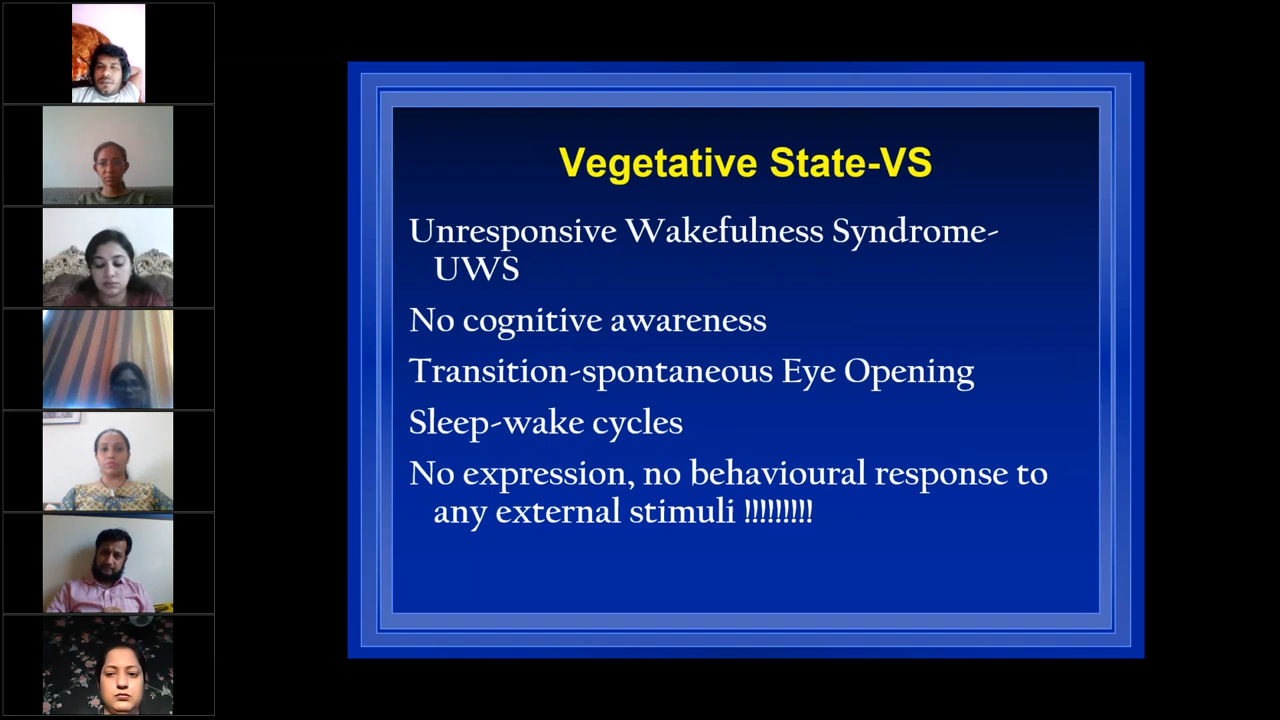 Vegetative State-VS
Unresponsive Wakefulness Syndrome-
UWS
No cognitive awareness
Transition-spontaneous Eye Opening
Sleep-wake cycles
No expression, no behavioural response to
any external stimuli !!!!!!!!!